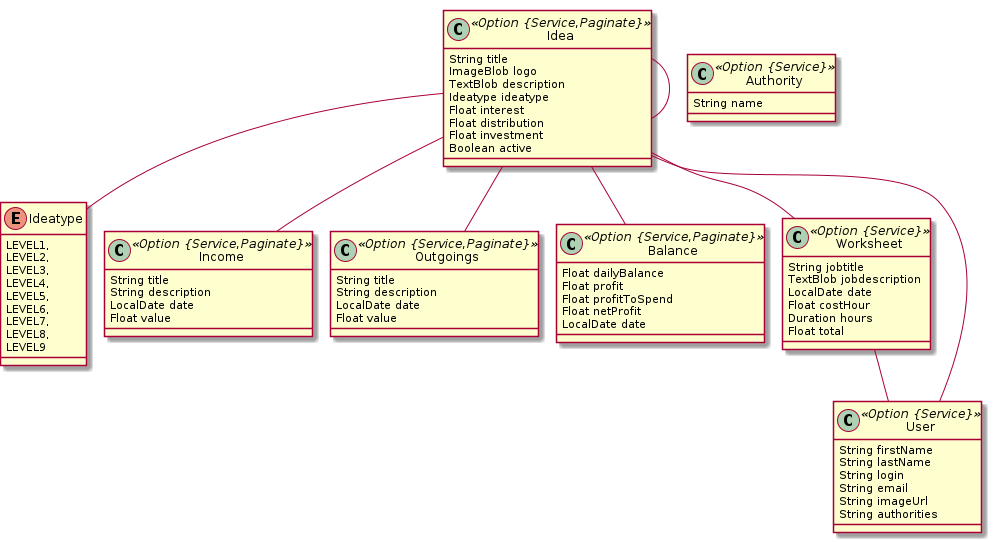 C
«Option {Service,Paginate}»
Idea
String title
ImageBlob logo
TextBlob description
Ideatype ideatype
Float interest
Float distribution
Float investment
Boolean active
C
«Option {Service}»
Authority
String name
E Ideatype
LEVEL1,
LEVEL2,
LEVEL3,
LEVEL4,
LEVEL5,
LEVEL6,
LEVEL7,
LEVEL8,
LEVEL9
C
«Option {Service,Paginate}»
Income
String title
String description
LocalDate date
Float value
C
«Option {Service,Paginate}»
Outgoings
String title
String description
LocalDate date
Float value
C
«Option {Service,Paginate}»
Balance
Float dailyBalance
Float profit
Float profitToSpend
Float netProfit
LocalDate date
C
«Option {Service}»
Worksheet
String jobtitle
TextBlob jobdescription
LocalDate date
Float costHour
Duration hours
Float total
C
«Option {Service}»
User
String firstName
String lastName
String login
String email
String imageUrl
String authorities